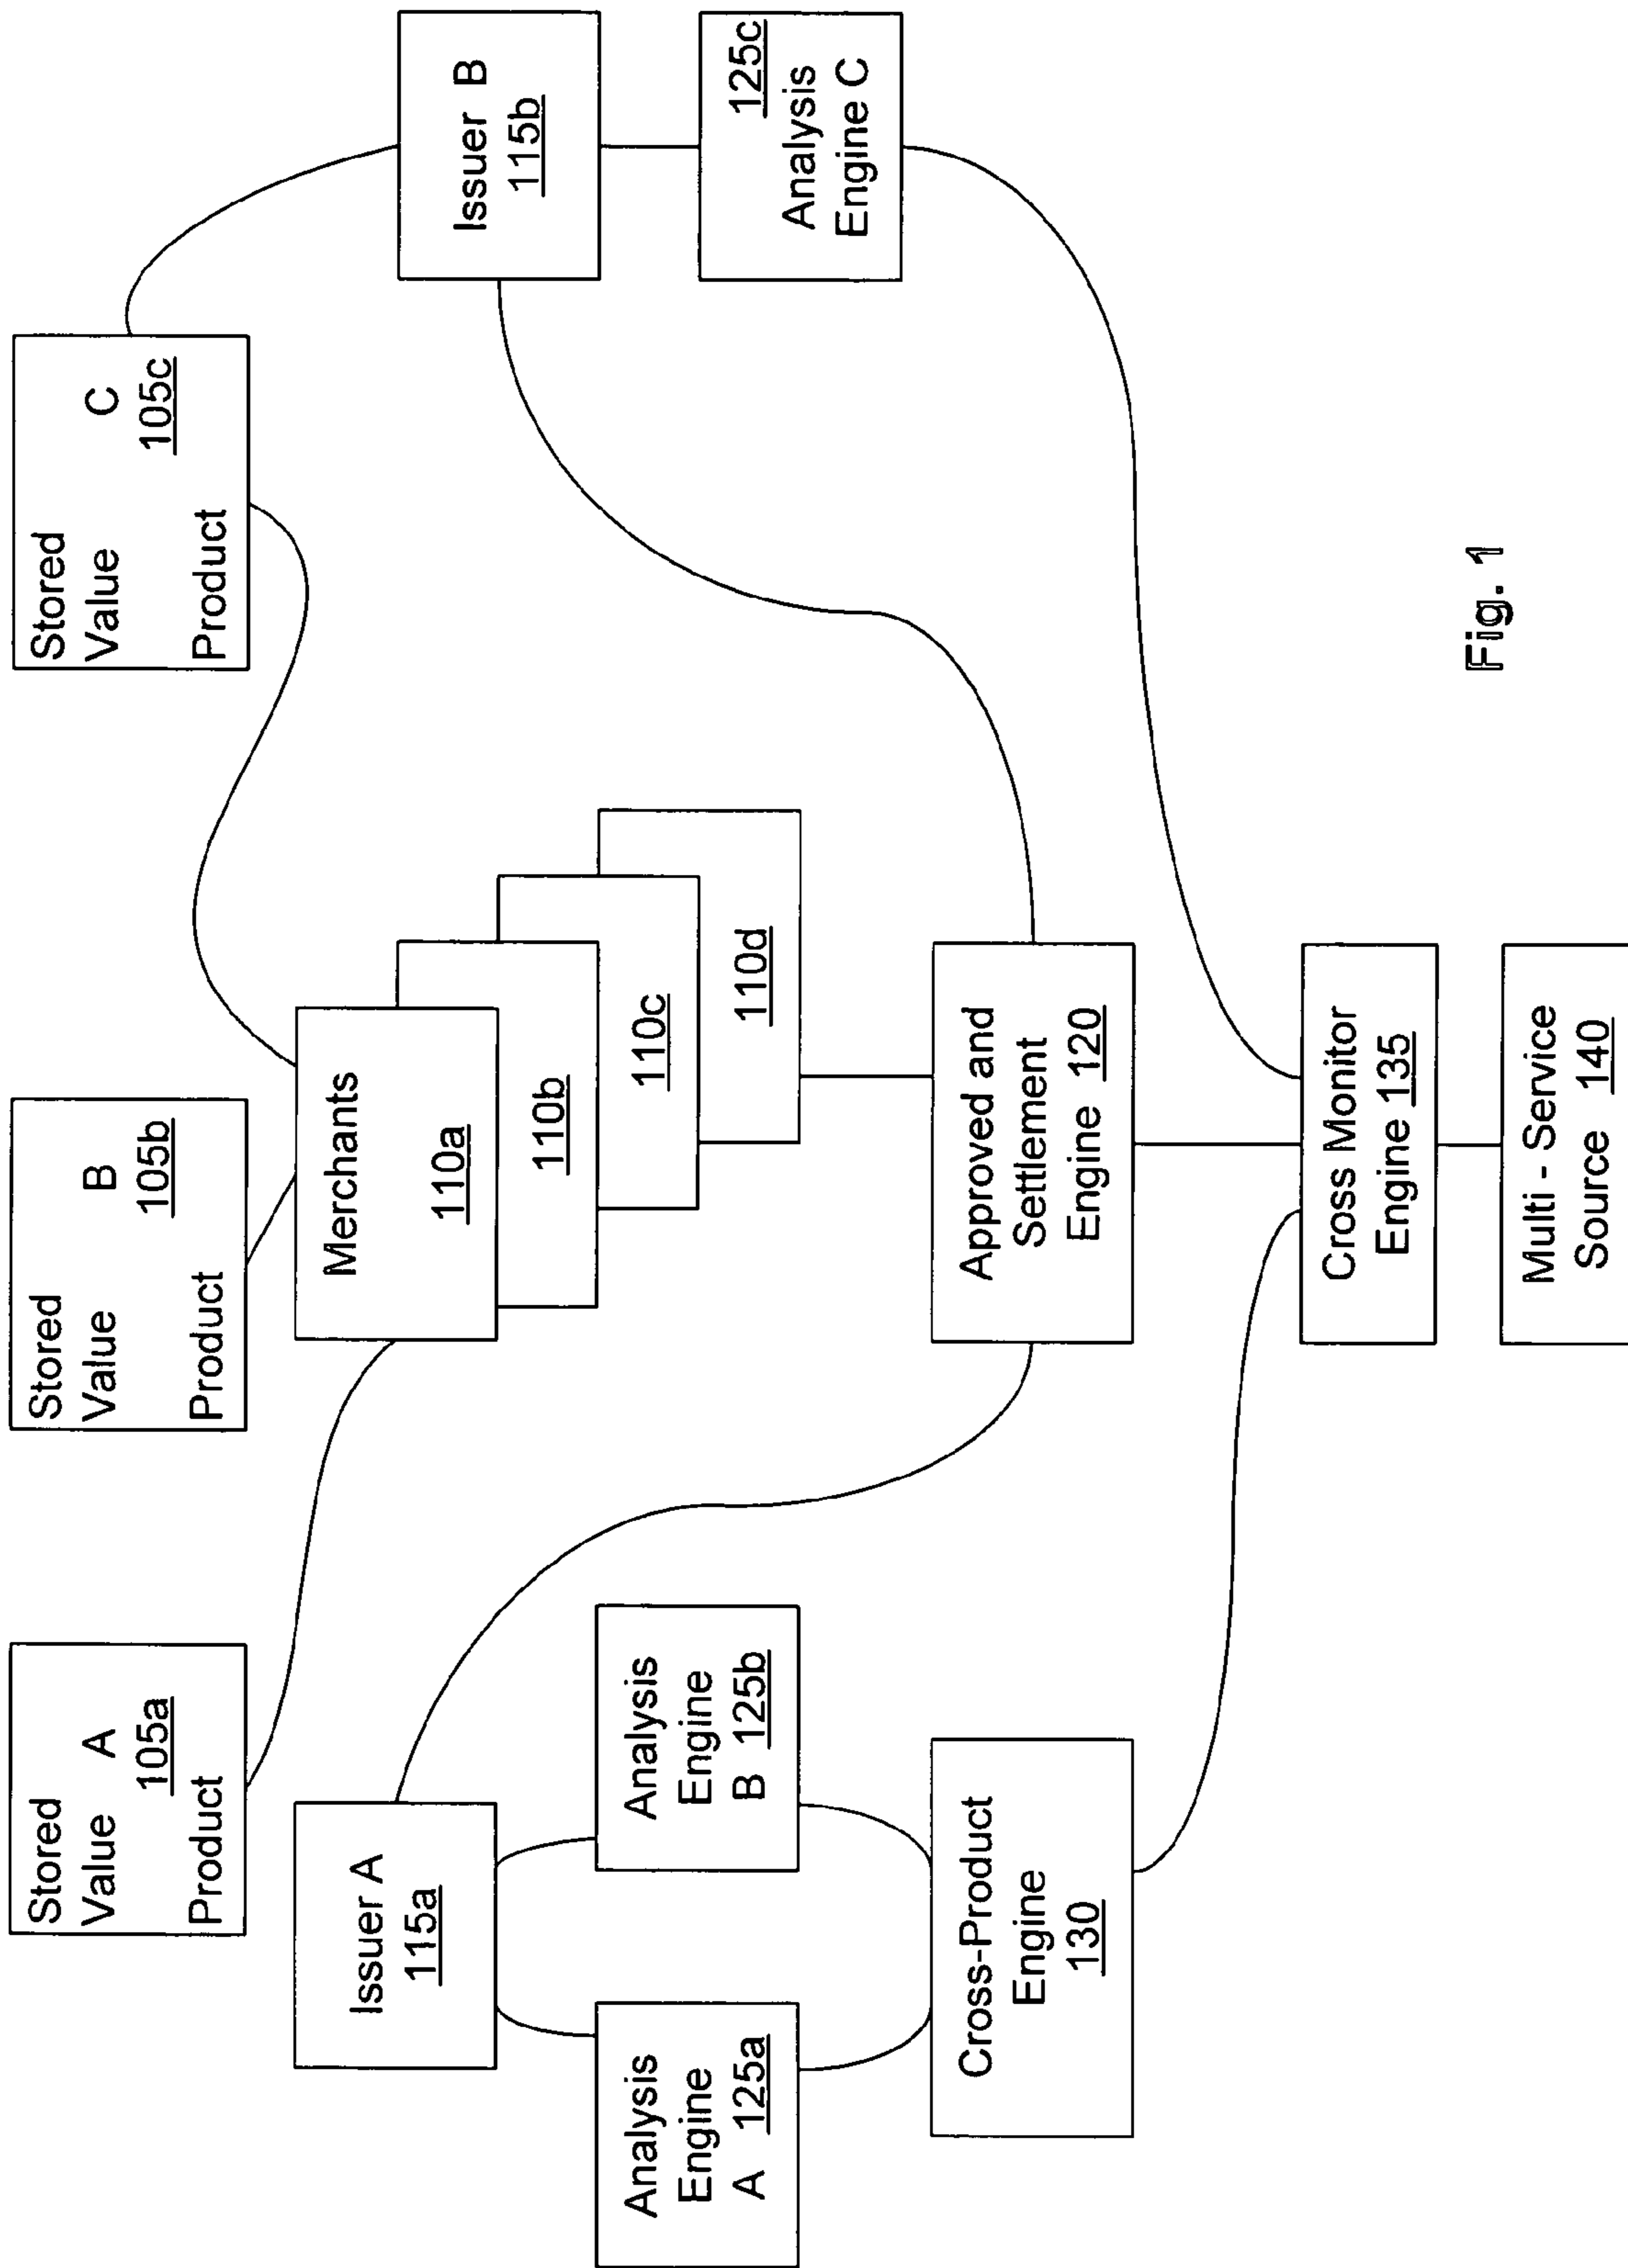 Stored
Value A
105a
Product
Stored
Value B
105b
Product
Stored
Value C
105c
Product
Issuer A
115a
Merchants
110a
110b
110c
110d
Issuer B
115b
Analysis
Engine
A 125a
Analysis
Engine
B 125b
125c
Analysis
Engine C
Cross-Product
Engine
130
Approved and
Settlement
Engine 120
Cross Monitor
Engine 135
Multi - Service
Source 140
Fig. 1